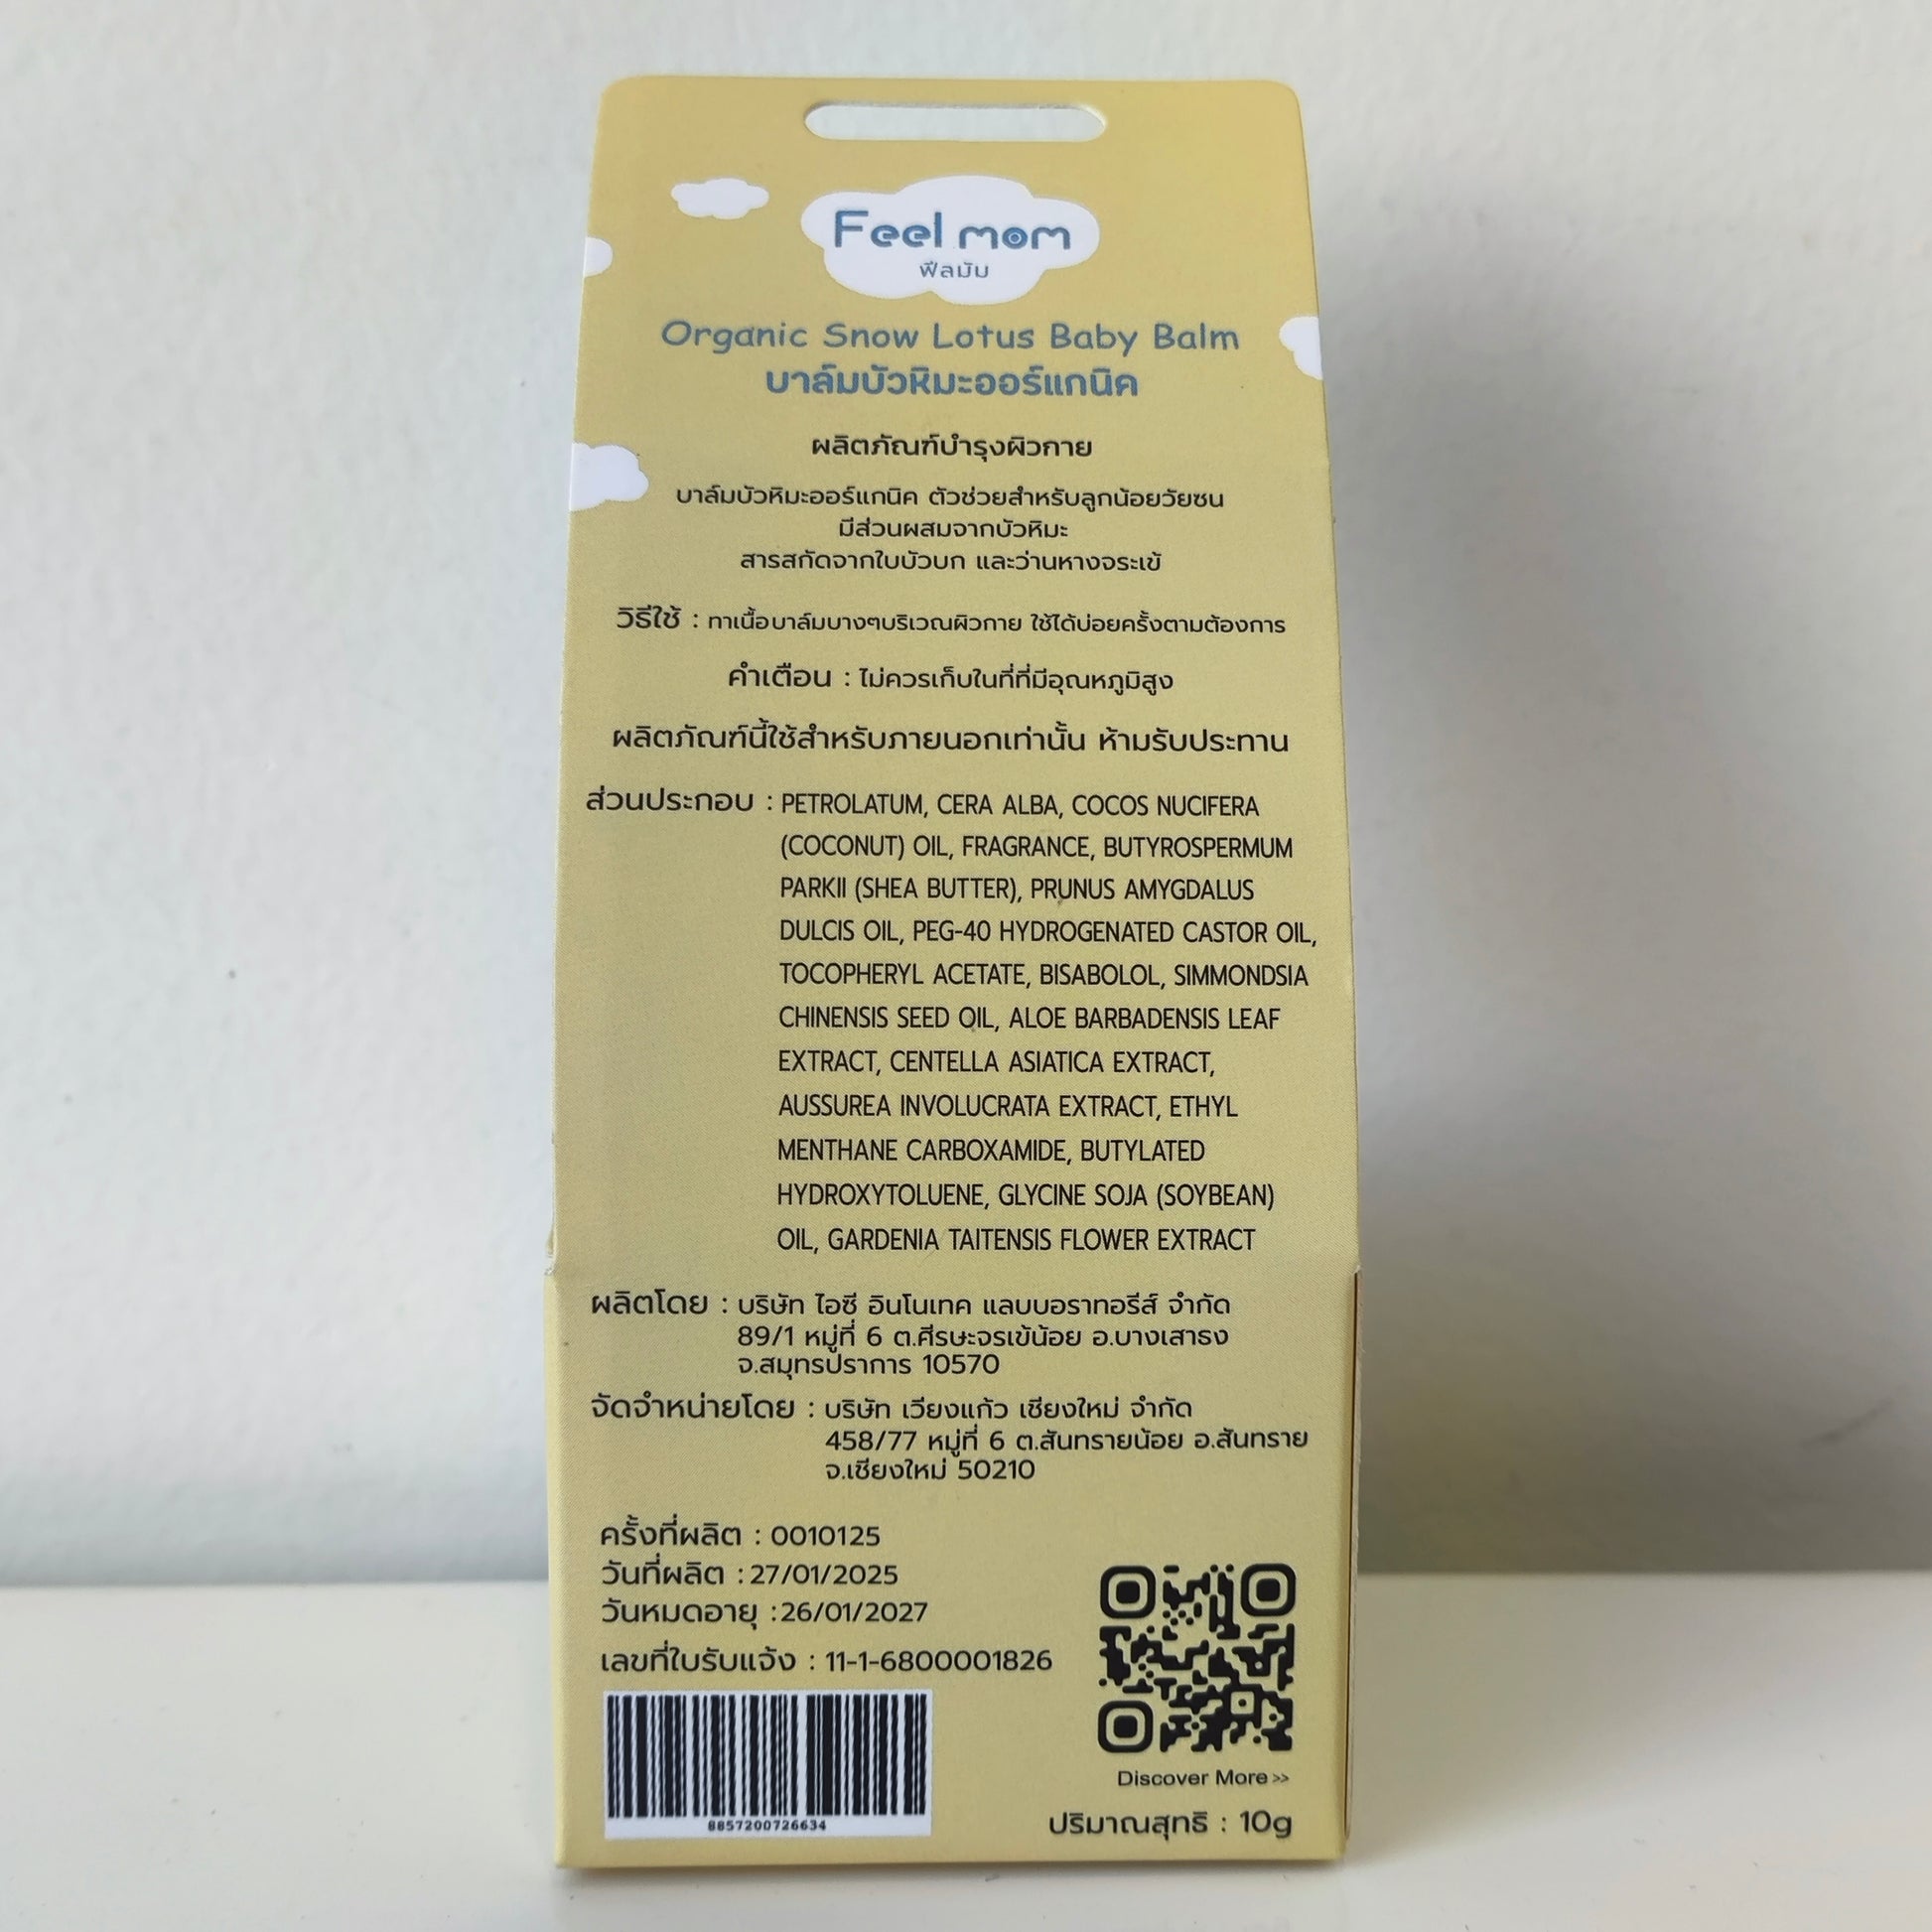 Feel mom
ฟีลมัม
Organic Snow Lotus Baby Balm
บาล์มบัวหิมะออร์แกนิค
ผลิตภัณฑ์บำรุงผิวกาย
บาล์มบัวหิมะออร์แกนิค ตัวช่วยสำหรับลูกน้อยวัยซน
มีส่วนผสมจากบัวหิมะ
สารสกัดจากใบบัวบก และว่านหางจระเข้
วิธีใช้ : ทาเนื้อบาล์มบางๆบริเวณผิวกาย ใช้ได้บ่อยครั้งตามต้องการ
คำเตือน : ไม่ควรเก็บในที่ที่มีอุณหภูมิสูง
ผลิตภัณฑ์นี้ใช้สำหรับภายนอกเท่านั้น ห้ามรับประทาน
ส่วนประกอบ : PETROLATUM, CERA ALBA, COCOS NUCIFERA
(COCONUT) OIL, FRAGRANCE, BUTYROSPERMUM
PARKII (SHEA BUTTER), PRUNUS AMYGDALUS
DULCIS OIL, PEG-40 HYDROGENATED CASTOR OIL,
TOCOPHERYL ACETATE, BISABOLOL, SIMMONDSIA
CHINENSIS SEED OIL, ALOE BARBADENSIS LEAF
EXTRACT, CENTELLA ASIATICA EXTRACT,
AUSSUREA INVOLUCRATA EXTRACT, ETHYL
MENTHANE CARBOXAMIDE, BUTYLATED
HYDROXYTOLUENE, GLYCINE SOJA (SOYBEAN)
OIL, GARDENIA TAITENSIS FLOWER EXTRACT
ผลิตโดย : บริษัท ไอซี อินโนเทค แลบบอราทอรีส์ จำกัด
89/1 หมู่ที่ 6 ต.ศีรษะจรเข้น้อย อ.บางเสาธง
จ.สมุทรปราการ 10570
จัดจำหน่ายโดย : บริษัท เวียงแก้ว เชียงใหม่ จำกัด
458/77 หมู่ที่ 6 ต.สันทรายน้อย อ.สันทราย
จ.เชียงใหม่ 50210
ครั้งที่ผลิต : 0010125
วันที่ผลิต : 27/01/2025
วันหมดอายุ : 26/01/2027
เลขที่ใบรับแจ้ง : 11-1-6800001826
8857200726634
Discover More >>
ปริมาณสุทธิ : 10g